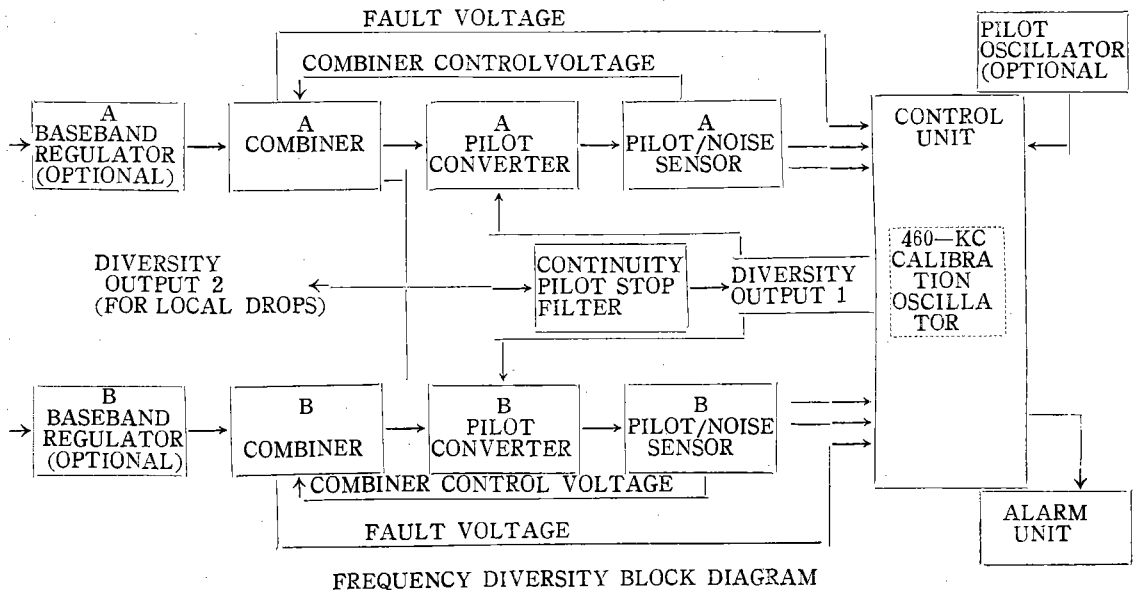 FAULT VOLTAGE
PILOT
OSCILLATOR
(OPTIONAL
COMBINER CONTROLVOLTAGE
A
BASEBAND
REGULATOR
(OPTIONAL)
A
COMBINER
A
PILOT
CONVERTER
A
PILOT/NOISE
SENSOR
CONTROL
UNIT
DIVERSITY
OUTPUT 2
(FOR LOCAL DROPS)
CONTINUITY
PILOT STOP
FILTER
DIVERSITY
OUTPUT 1
460—KC
CALIBRA
TION
OSCILLA
TOR
B
BASEBAND
REGULATOR
(OPTIONAL)
B
COMBINER
B
PILOT
CONVERTER
B
PILOT/NOISE
SENSOR
COMBINER CONTROL VOLTAGE
FAULT VOLTAGE
ALARM
UNIT
FREQUENCY DIVERSITY BLOCK DIAGRAM